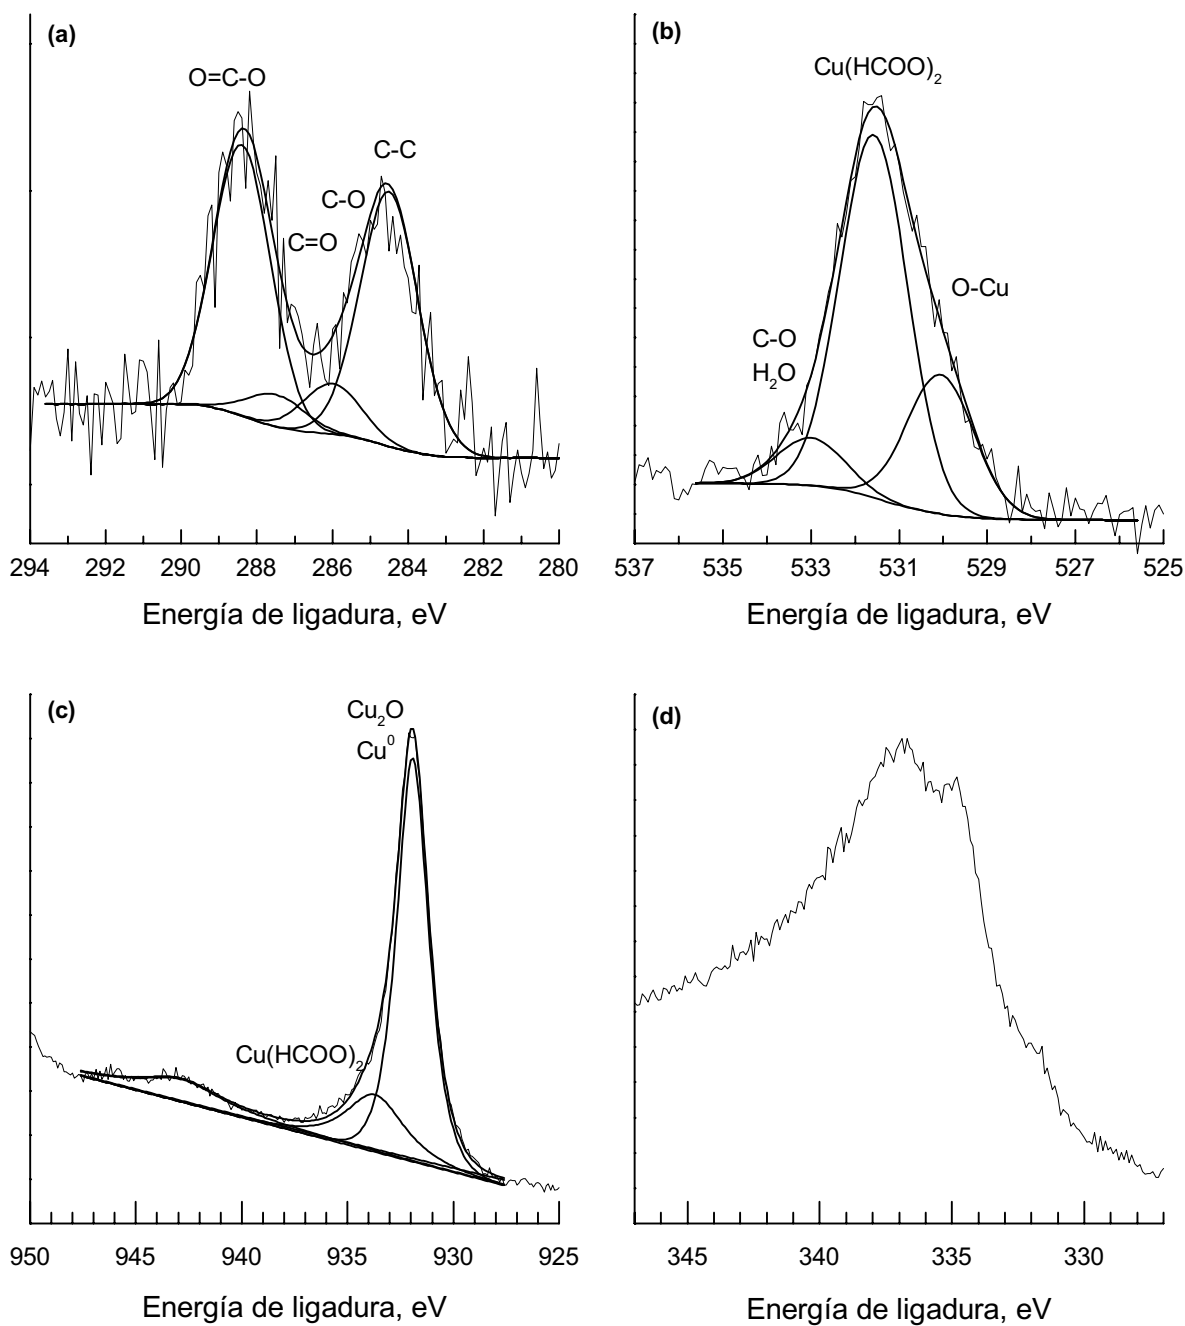 (a)
O=C-O
C-C
C-O
C=O
294 292 290 288 286 284 282 280
Energía de ligadura, eV
(b)
Cu(HCOO)2
O-Cu
C-O
H2O
537 535 533 531 529 527 525
Energía de ligadura, eV
(c)
Cu2O
Cu0
Cu(HCOO)2
950 945 940 935 930 925
Energía de ligadura, eV
(d)
345 340 335 330
Energía de ligadura, eV